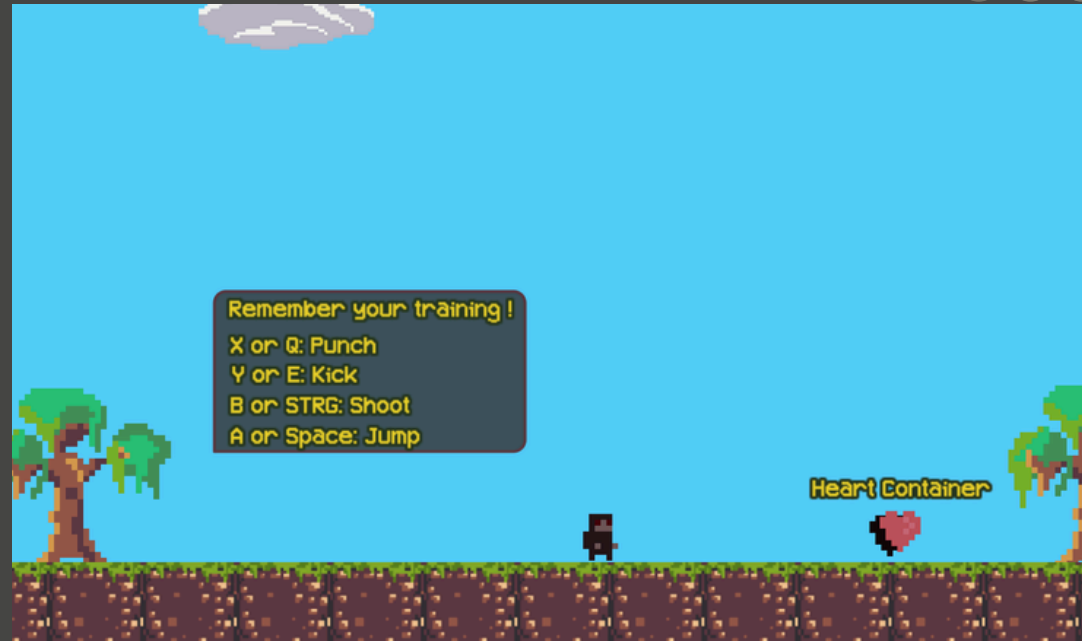 Remember your training !
X or Q: Punch
Y or E: Kick
B or STRG: Shoot
A or Space: Jump
Heart Container